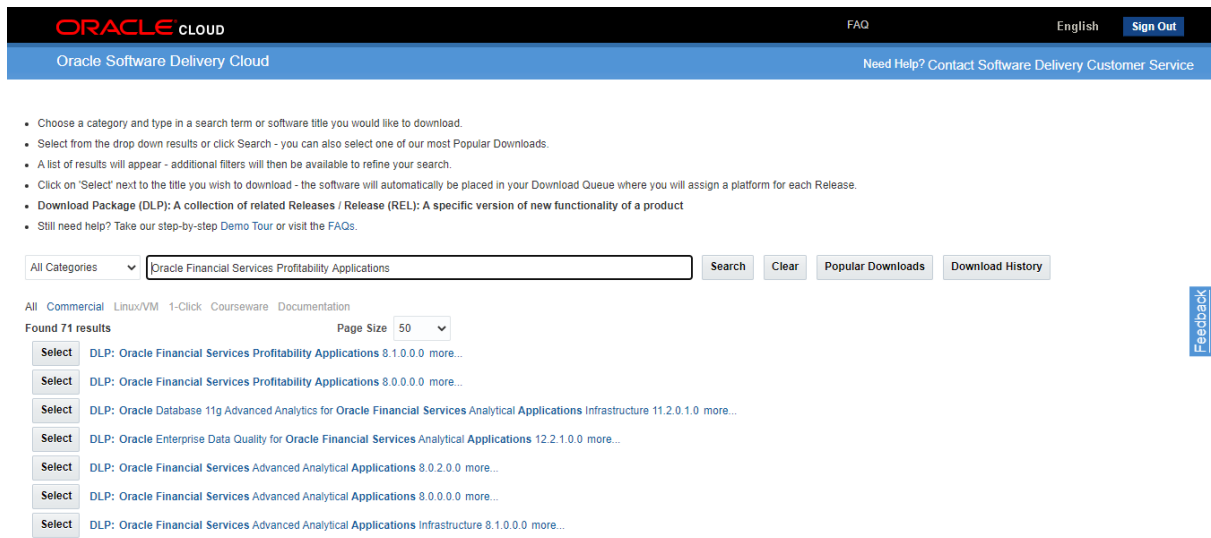 ORACLE CLOUD FAQ English Sign Out
Oracle Software Delivery Cloud Need Help? Contact Software Delivery Customer Service
• Choose a category and type in a search term or software title you would like to download.
• Select from the drop down results or click Search - you can also select one of our most Popular Downloads.
• A list of results will appear - additional filters will then be available to refine your search.
• Click on 'Select' next to the title you wish to download - the software will automatically be placed in your Download Queue where you will assign a platform for each Release.
• Download Package (DLP): A collection of related Releases / Release (REL): A specific version of new functionality of a product
• Still need help? Take our step-by-step Demo Tour or visit the FAQs.
All Categories Oracle Financial Services Profitability Applications Search Clear Popular Downloads Download History
All Commercial Linux/VM 1-Click Courseware Documentation
Found 71 results Page Size 50
Select DLP: Oracle Financial Services Profitability Applications 8.1.0.0.0 more...
Select DLP: Oracle Financial Services Profitability Applications 8.0.0.0.0 more...
Select DLP: Oracle Database 11g Advanced Analytics for Oracle Financial Services Analytical Applications Infrastructure 11.2.0.1.0 more...
Select DLP: Oracle Enterprise Data Quality for Oracle Financial Services Analytical Applications 12.2.1.0.0 more...
Select DLP: Oracle Financial Services Advanced Analytical Applications 8.0.2.0.0 more...
Select DLP: Oracle Financial Services Advanced Analytical Applications 8.0.0.0.0 more...
Select DLP: Oracle Financial Services Advanced Analytical Applications Infrastructure 8.1.0.0.0 more...
Feedback